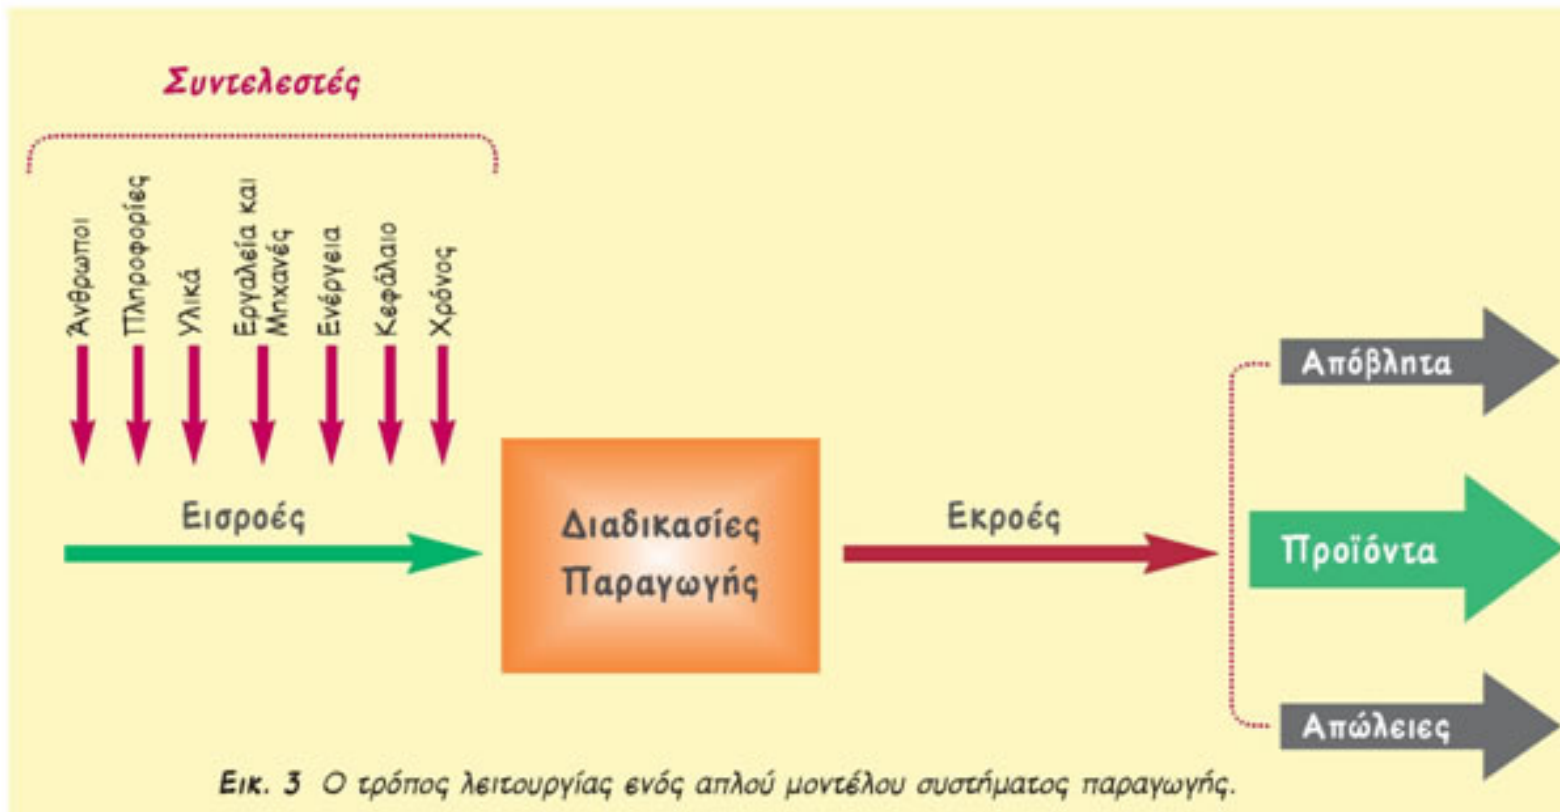 Συντελεστές
Άνθρωποι
Πληροφορίες
Υλικά
Εργαλεία και
Μηχανές
Ενέργεια
Κεφάλαιο
Χρόνος
Εισροές
Διαδικασίες
Παραγωγής
Εκροές
Απόβλητα
Προϊόντα
Απώλειες
Εικ. 3 Ο τρόπος λειτουργίας ενός απλού μοντέλου συστήματος παραγωγής.